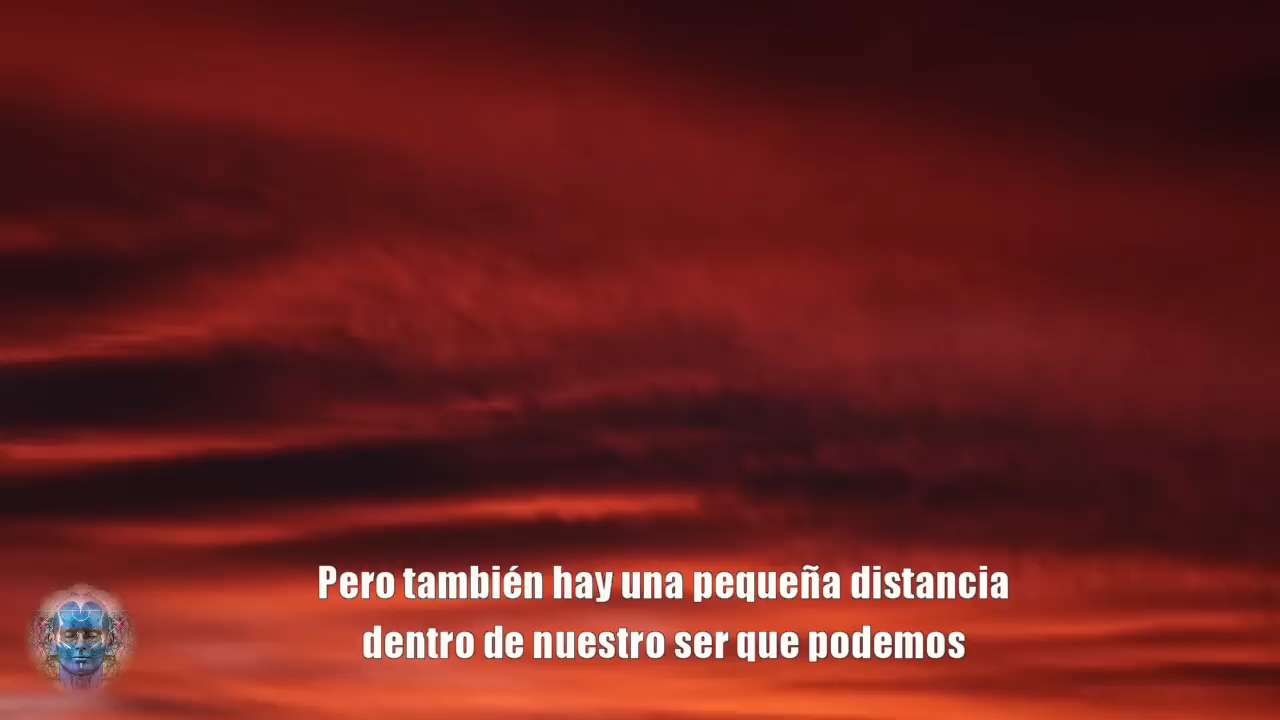 Pero también hay una pequeña distancia
dentro de nuestro ser que podemos